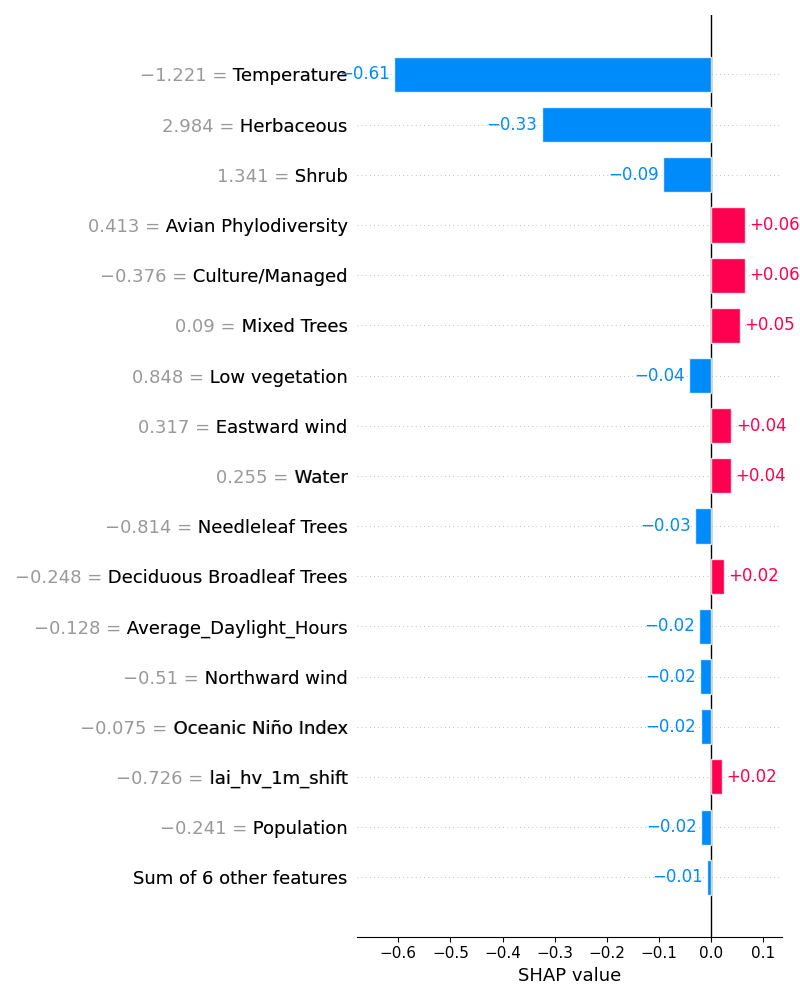 −1.221 = Temperature −0.61
2.984 = Herbaceous −0.33
1.341 = Shrub −0.09
0.413 = Avian Phylodiversity +0.06
−0.376 = Culture/Managed +0.06
0.09 = Mixed Trees +0.05
0.848 = Low vegetation −0.04
0.317 = Eastward wind +0.04
0.255 = Water +0.04
−0.814 = Needleleaf Trees −0.03
−0.248 = Deciduous Broadleaf Trees +0.02
−0.128 = Average_Daylight_Hours −0.02
−0.51 = Northward wind −0.02
−0.075 = Oceanic Niño Index −0.02
−0.726 = lai_hv_1m_shift +0.02
−0.241 = Population −0.02
Sum of 6 other features −0.01
−0.6 −0.5 −0.4 −0.3 −0.2 −0.1 0.0 0.1
SHAP value